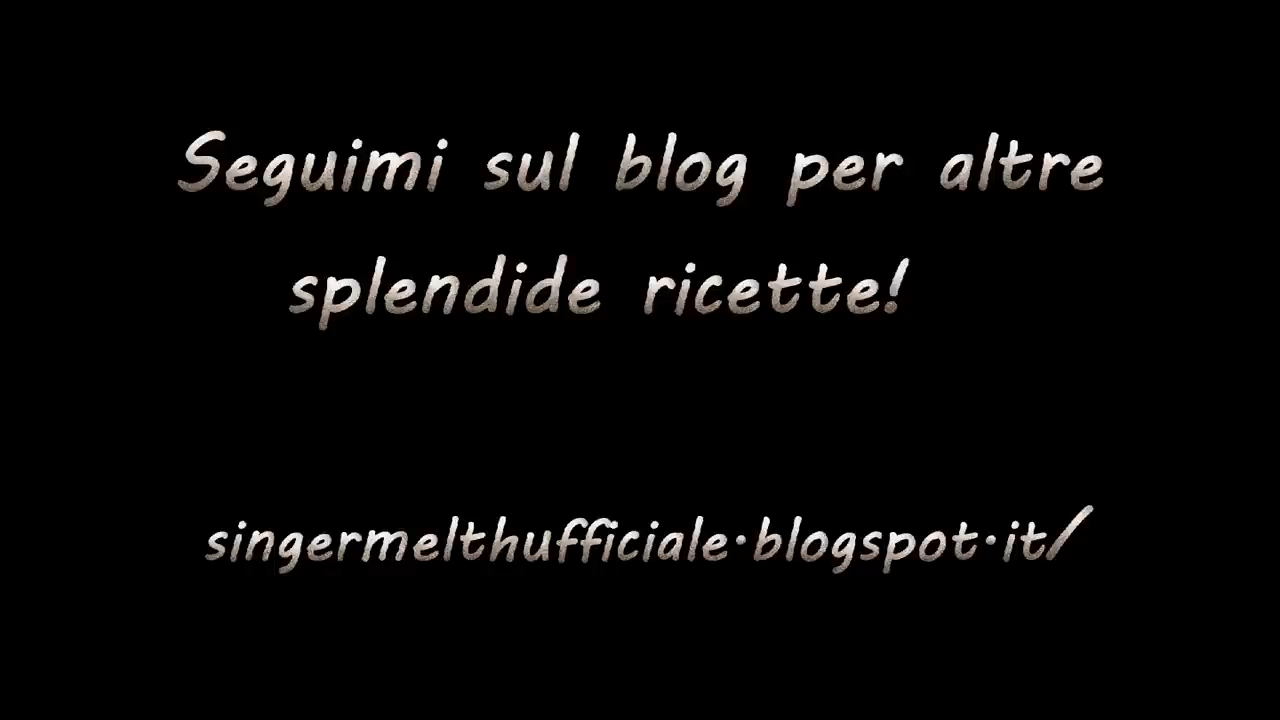 Seguimi sul blog per altre
splendide ricette!
singermelthufficiale.blogspot.it/